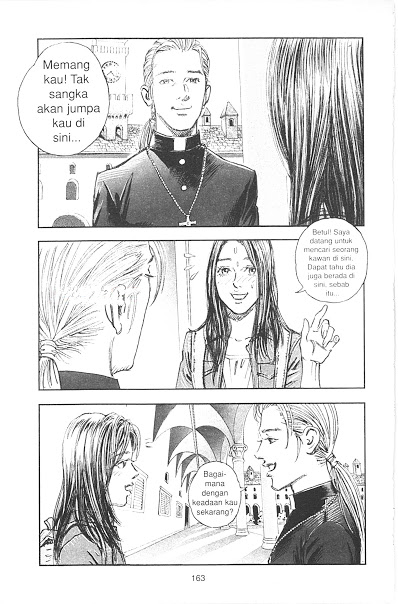 Memang
kau! Tak
sangka
akan jumpa
kau di
sini...
Betul! Saya
datang untuk
mencari seorang
kawan di sini.
Dapat tahu dia
juga berada di
sini, sebab
itu...
Bagai-
mana
dengan
keadaan kau
sekarang?
163